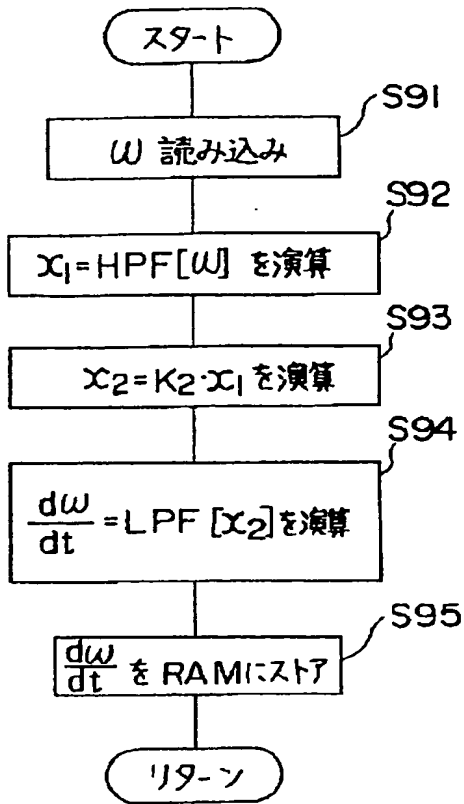 スタート
S91
ω 読み込み
S92
x₁=HPF[ω] を演算
S93
x₂=K₂·x₁ を演算
S94
dω/dt=LPF [x₂]を演算
S95
dω/dt を RAMにストア
リターン